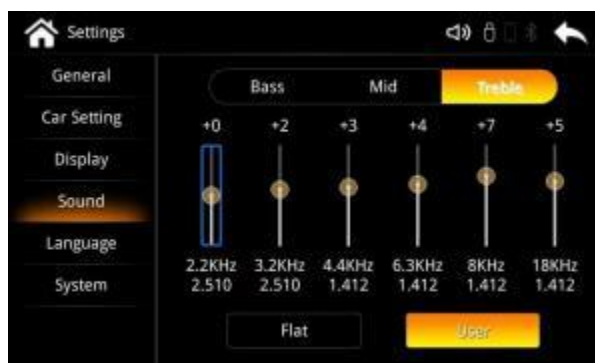 Settings
General
Car Setting
Display
Sound
Language
System
Bass Mid Treble
+0 +2 +3 +4 +7 +5
2.2KHz 3.2KHz 4.4KHz 6.3KHz 8KHz 18KHz
2.510 2.510 1.412 1.412 1.412 1.412
Flat User